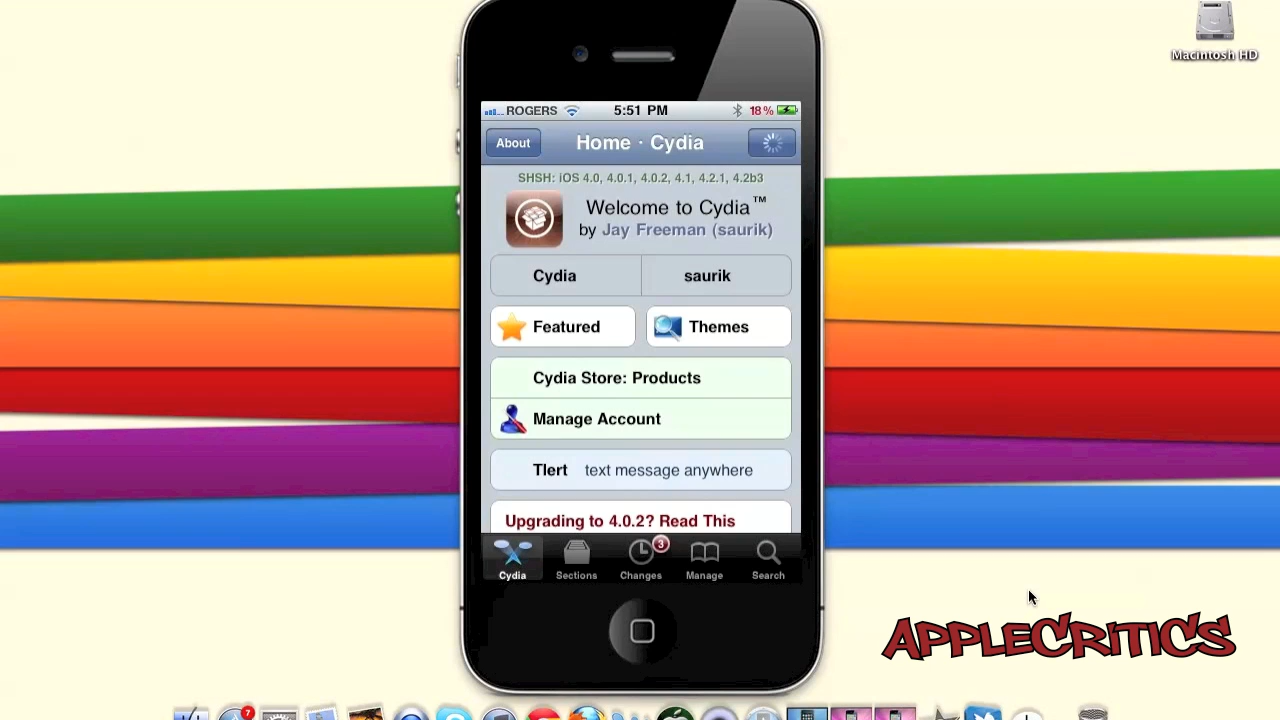 Macintosh HD
ROGERS 5:51 PM 18%
About Home · Cydia
SHSH: iOS 4.0, 4.0.1, 4.0.2, 4.1, 4.2.1, 4.2b3
Welcome to Cydia™
by Jay Freeman (saurik)
Cydia saurik
Featured Themes
Cydia Store: Products
Manage Account
Tlert text message anywhere
Upgrading to 4.0.2? Read This
3
Cydia Sections Changes Manage Search
APPLECRITICS
7